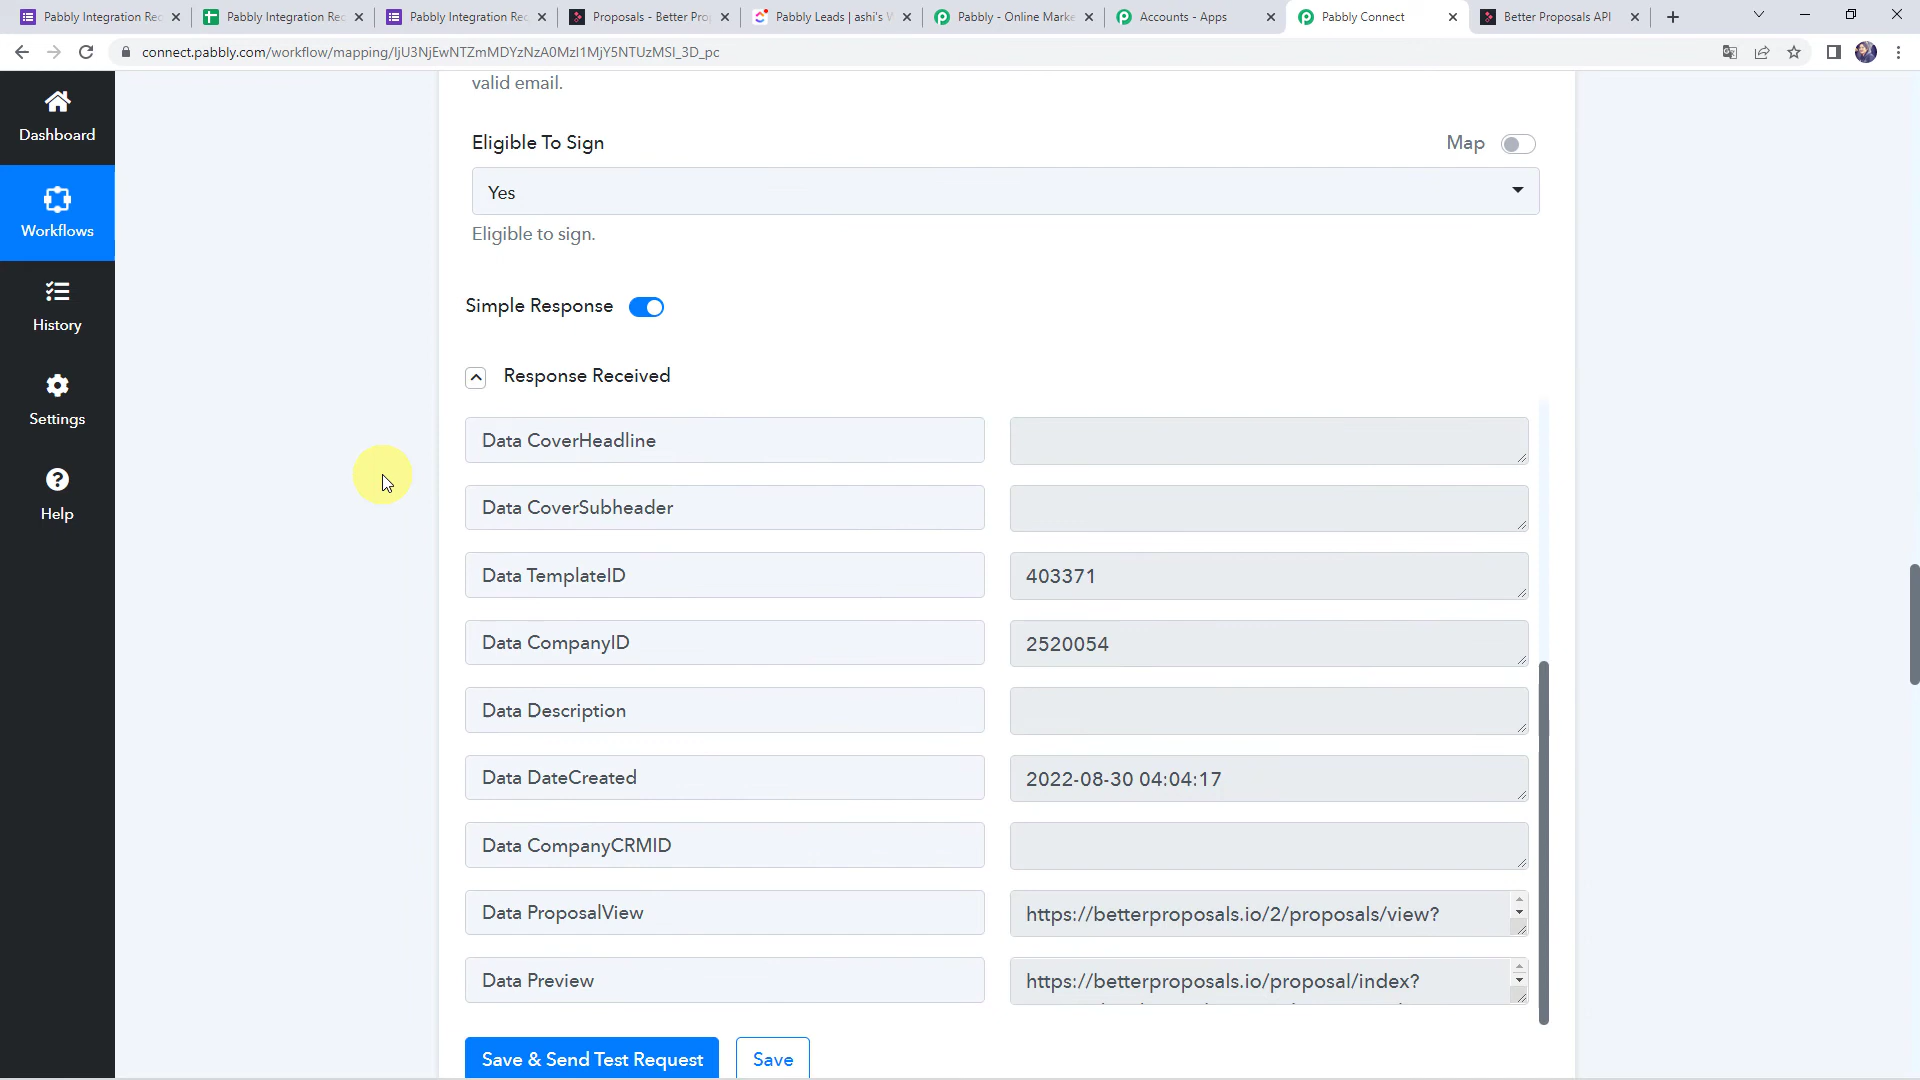 Pabbly Integration Rec
Pabbly Integration Rec
Pabbly Integration Rec
Proposals - Better Prop
Pabbly Leads | ashi's W
Pabbly - Online Marke
Accounts - Apps
Pabbly Connect
Better Proposals API
connect.pabbly.com/workflow/mapping/IjU3NjEwNTZmMDYzNzA0MzI1MjY5NTUzMSI_3D_pc
valid email.
Dashboard
Workflows
History
Settings
Help
Eligible To Sign
Map
Yes
Eligible to sign.
Simple Response
Response Received
Data CoverHeadline
Data CoverSubheader
Data TemplateID
403371
Data CompanyID
2520054
Data Description
Data DateCreated
2022-08-30 04:04:17
Data CompanyCRMID
Data ProposalView
https://betterproposals.io/2/proposals/view?
Data Preview
https://betterproposals.io/proposal/index?
Save & Send Test Request
Save